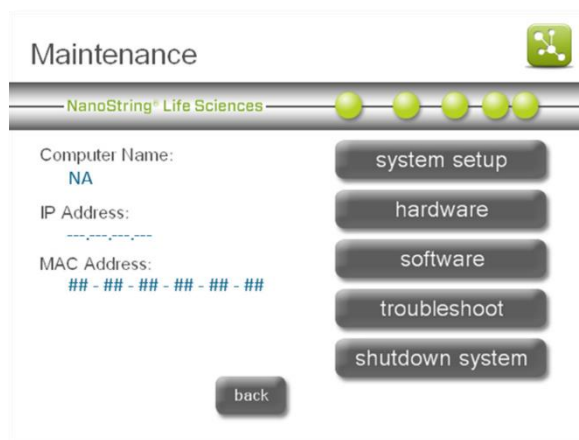 Maintenance
NanoString® Life Sciences
Computer Name:
NA
IP Address:
---.---.---.---
MAC Address:
## - ## - ## - ## - ## - ##
system setup
hardware
software
troubleshoot
shutdown system
back